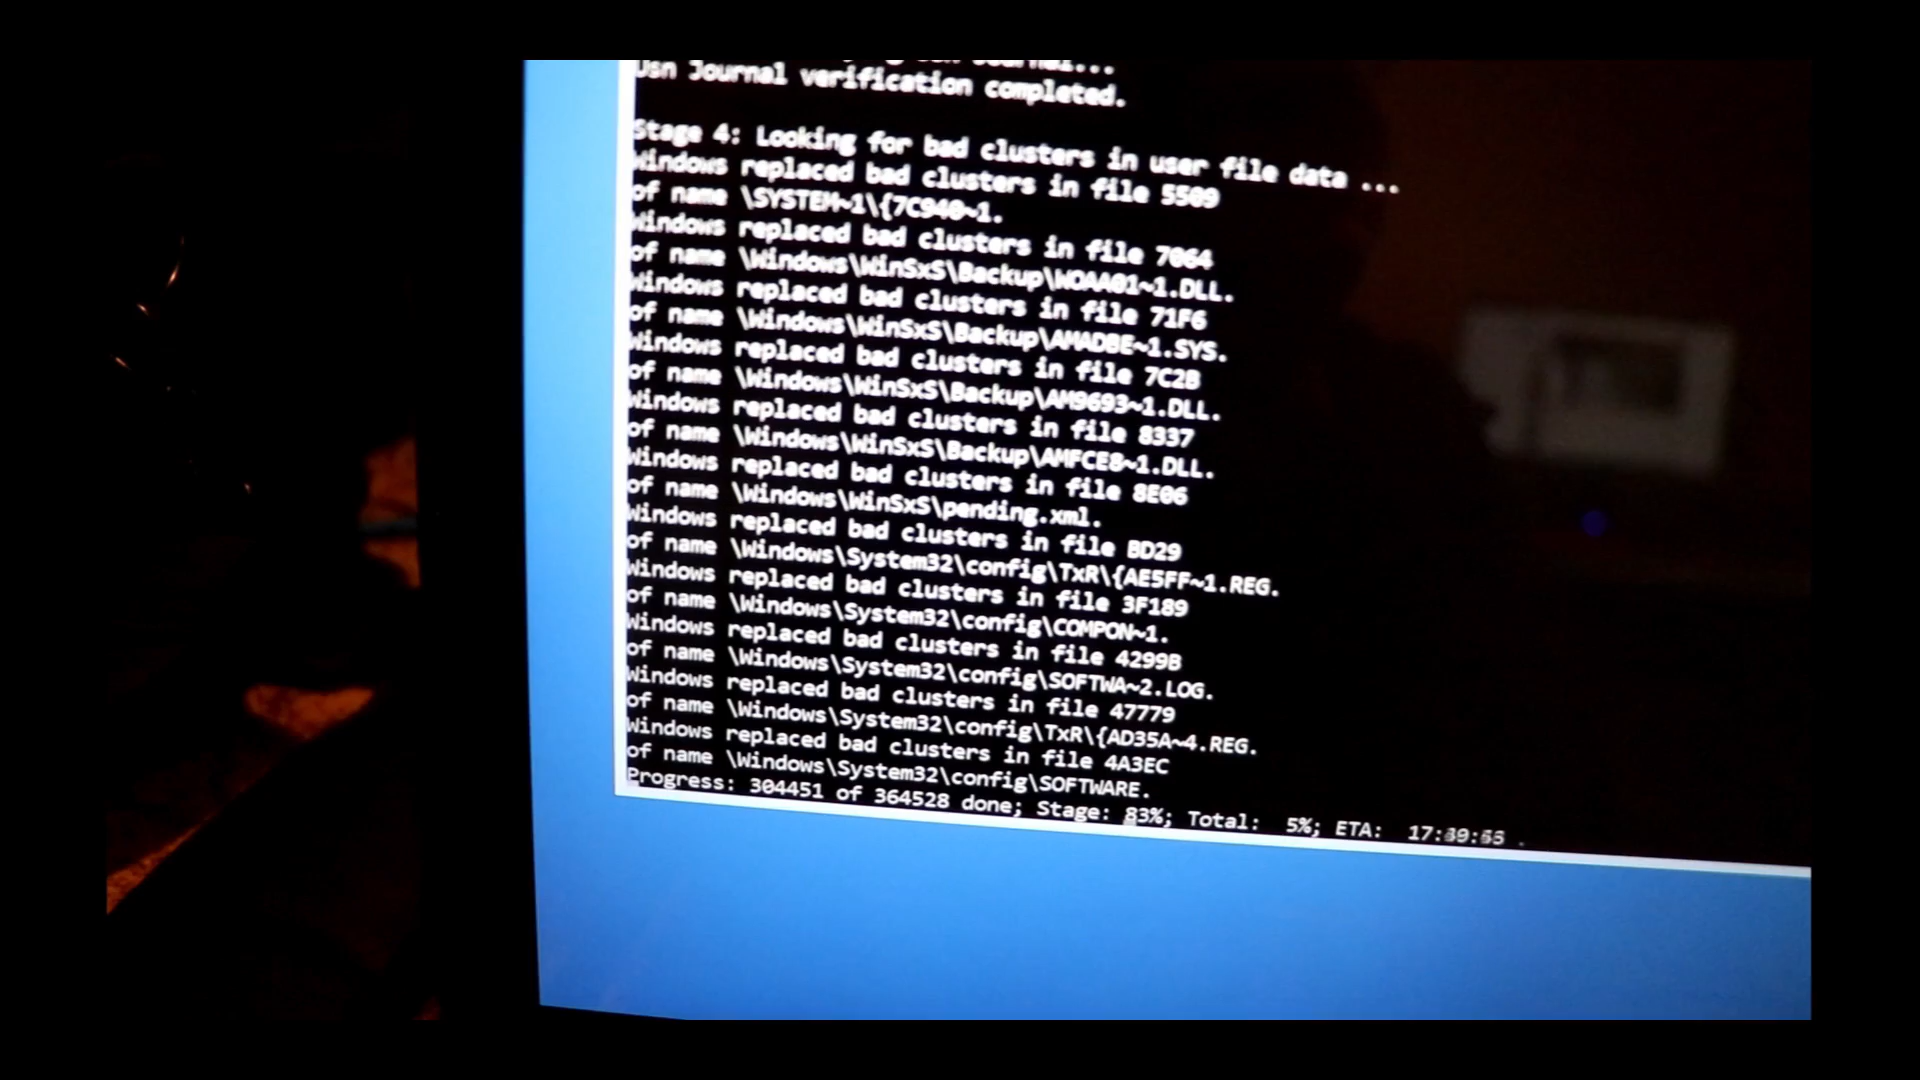 Usn Journal verification completed.
Stage 4: Looking for bad clusters in user file data ...
Windows replaced bad clusters in file 5509
of name \SYSTEM~1\{7C940~1.
Windows replaced bad clusters in file 7064
of name \Windows\WinSxS\Backup\WOAA01~1.DLL.
Windows replaced bad clusters in file 71F6
of name \Windows\WinSxS\Backup\AMADBE~1.SYS.
Windows replaced bad clusters in file 7C2B
of name \Windows\WinSxS\Backup\AM9693~1.DLL.
Windows replaced bad clusters in file 8337
of name \Windows\WinSxS\Backup\AMFCE8~1.DLL.
Windows replaced bad clusters in file 8E06
of name \Windows\WinSxS\pending.xml.
Windows replaced bad clusters in file BD29
of name \Windows\System32\config\TxR\{AE5FF~1.REG.
Windows replaced bad clusters in file 3F189
of name \Windows\System32\config\COMPON~1.
Windows replaced bad clusters in file 4299B
of name \Windows\System32\config\SOFTWA~2.LOG.
Windows replaced bad clusters in file 47779
of name \Windows\System32\config\TxR\{AD35A~4.REG.
Windows replaced bad clusters in file 4A3EC
of name \Windows\System32\config\SOFTWARE.
Progress: 304451 of 364528 done; Stage: 83%; Total: 5%; ETA: .